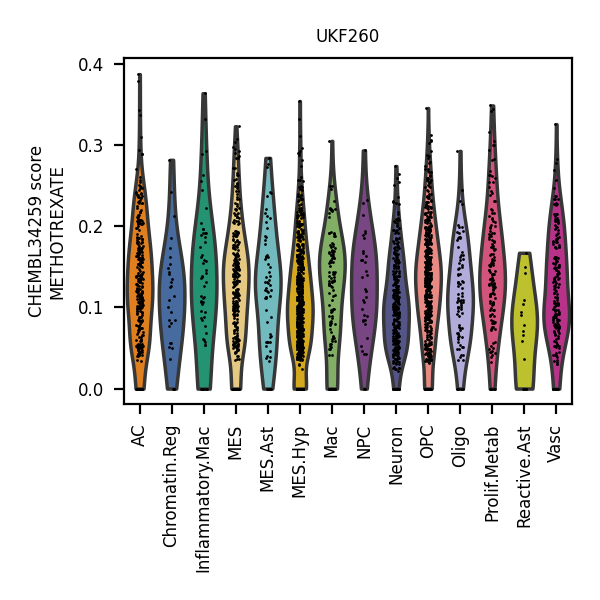 UKF260
CHEMBL34259 score
METHOTREXATE
0.4
0.3
0.2
0.1
0.0
AC
Chromatin.Reg
Inflammatory.Mac
MES
MES.Ast
MES.Hyp
Mac
NPC
Neuron
OPC
Oligo
Prolif.Metab
Reactive.Ast
Vasc